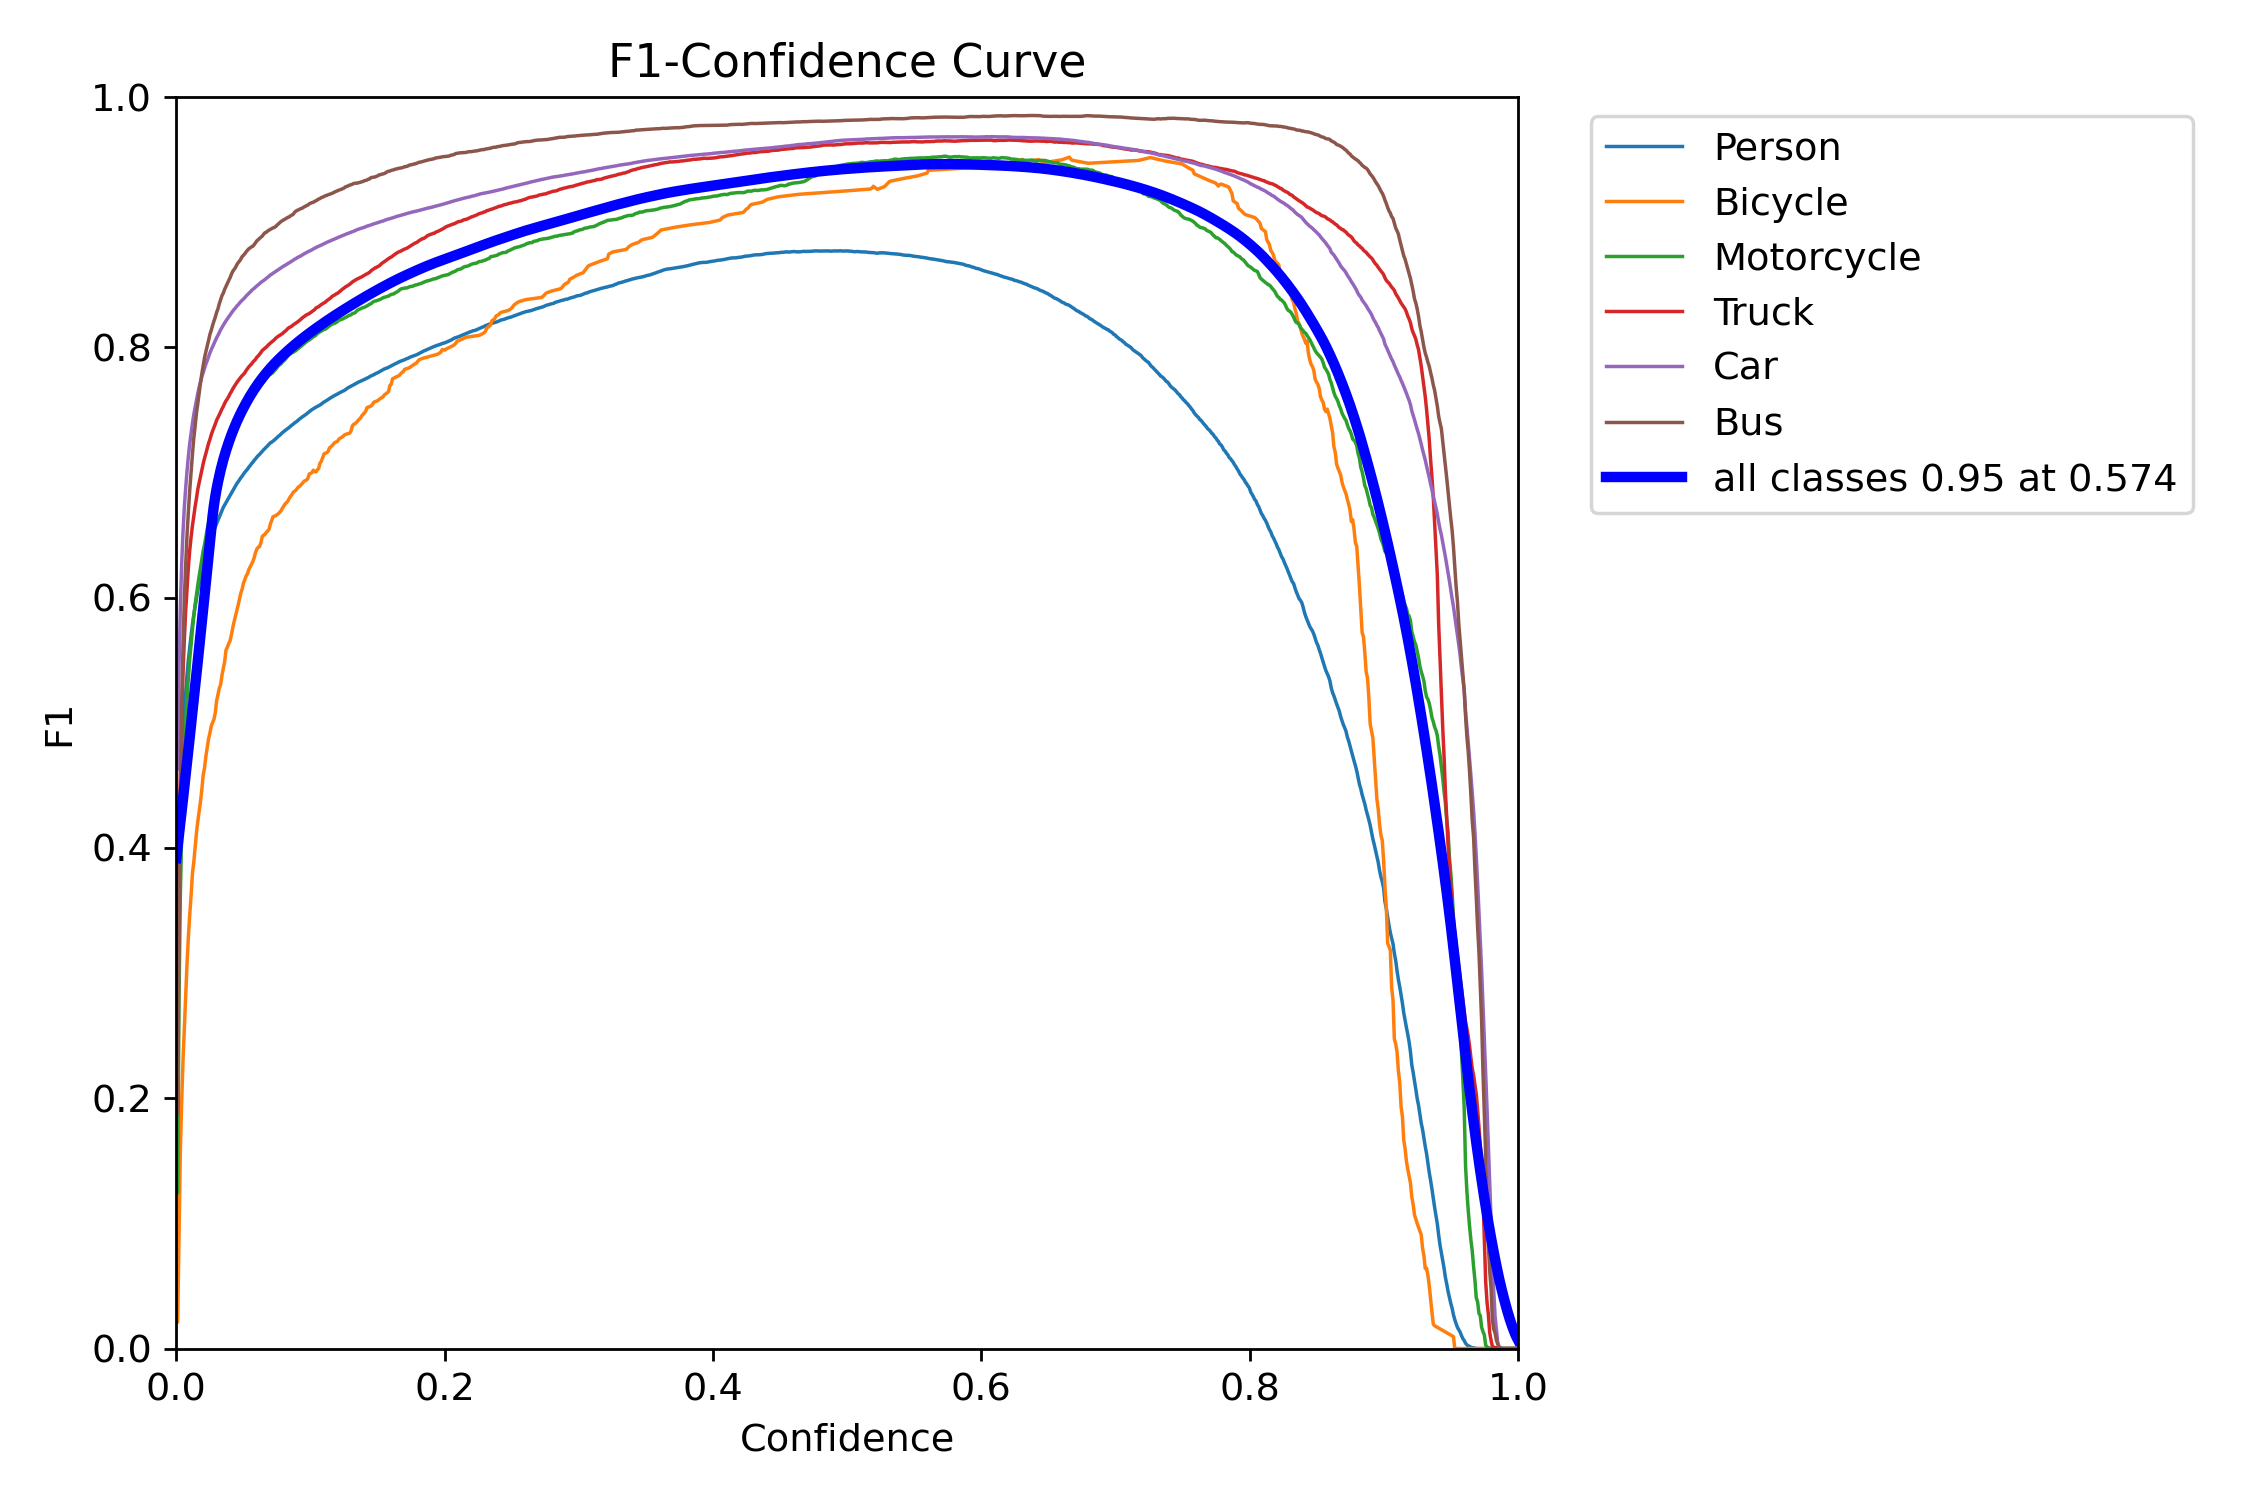 F1-Confidence Curve
1.0
0.8
0.6
0.4
0.2
0.0
F1
0.0 0.2 0.4 0.6 0.8 1.0
Confidence
Person
Bicycle
Motorcycle
Truck
Car
Bus
all classes 0.95 at 0.574